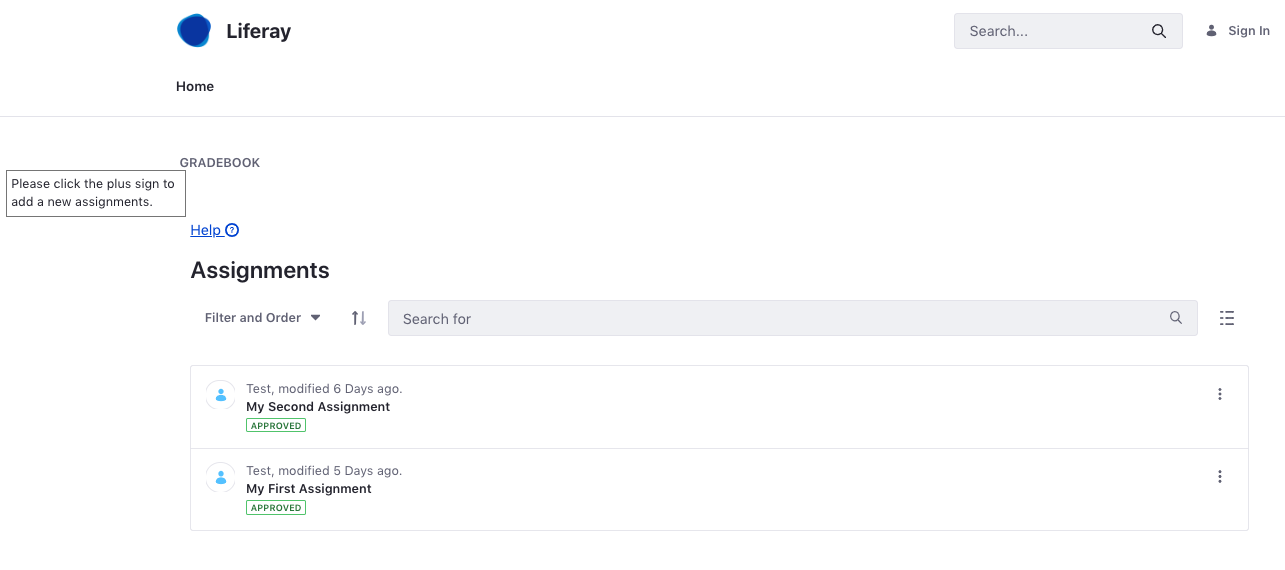 Liferay
Search...
Sign In
Home
GRADEBOOK
Please click the plus sign to
add a new assignments.
Help ?
Assignments
Filter and Order
Search for
Test, modified 6 Days ago.
My Second Assignment
APPROVED
Test, modified 5 Days ago.
My First Assignment
APPROVED